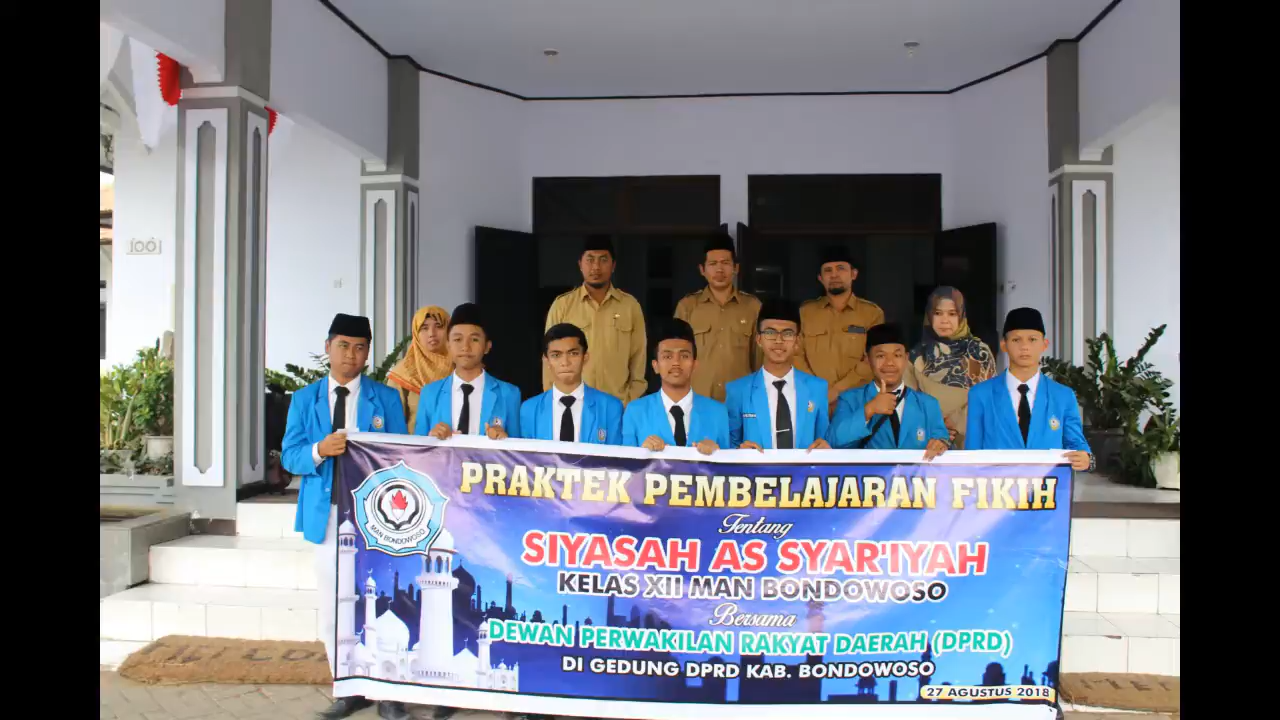 100
PRAKTEK PEMBELAJARAN FIKIH
Tentang
SIYASAH AS SYAR'IYAH
KELAS XII MAN BONDOWOSO
Bersama
DEWAN PERWAKILAN RAKYAT DAERAH (DPRD)
DI GEDUNG DPRD KAB. BONDOWOSO
27 AGUSTUS 2018
MAN BONDOWOSO